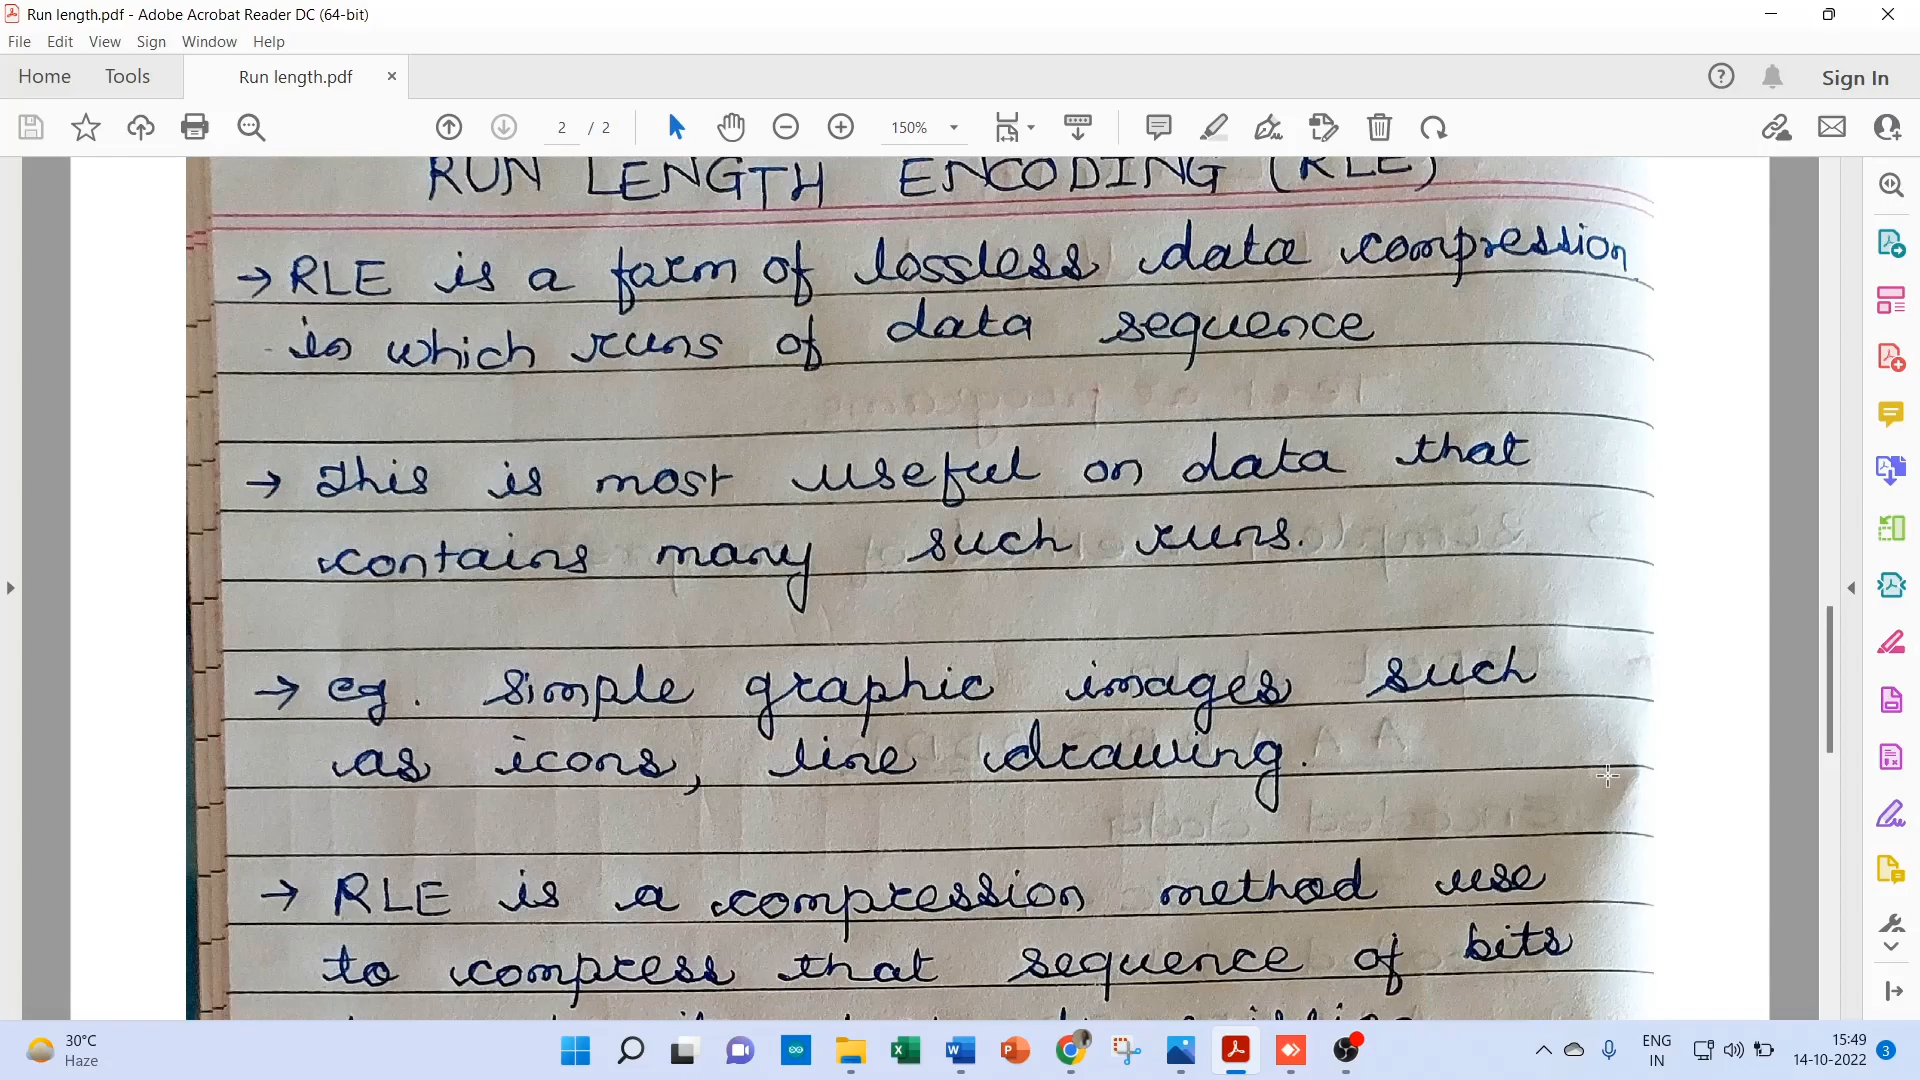 Run length.pdf - Adobe Acrobat Reader DC (64-bit)
File Edit View Sign Window Help
Home Tools Run length.pdf × Sign In
2 / 2 150%
RUN LENGTH ENCODING (RLE)
→ RLE is a form of lossless data compression
in which runs of data sequence
→ This is most useful on data that
contains many such runs.
→ eg. Simple graphic images such
as icons, line drawing.
→ RLE is a compression method use
to compress that sequence of bits
30°C
Haze
ENG
IN
15:49
14-10-2022
3